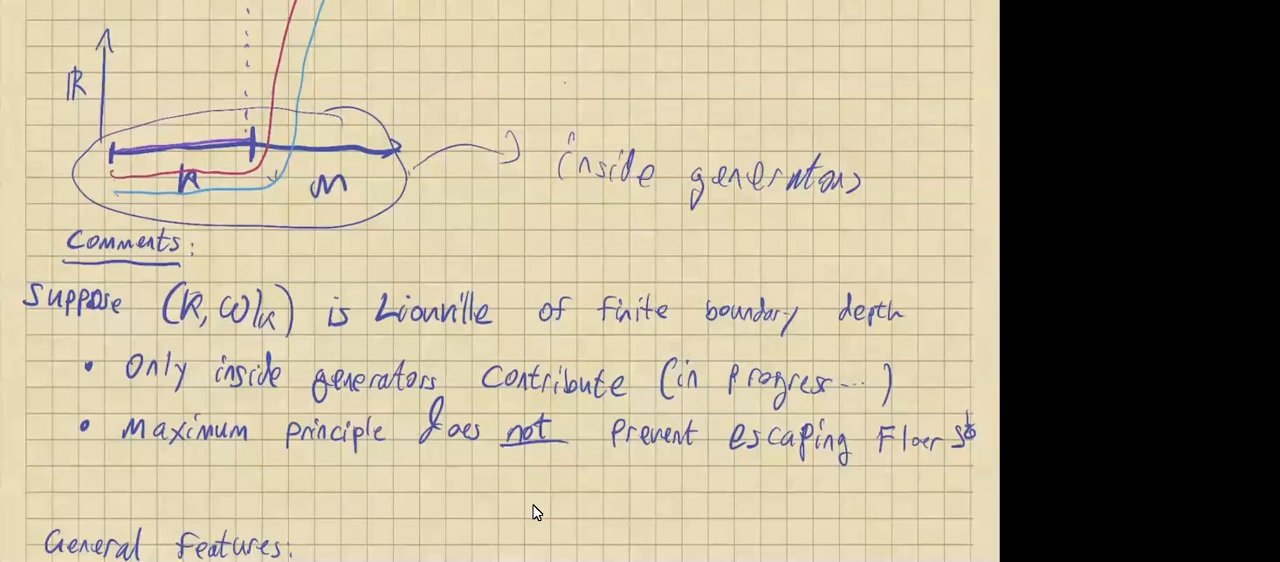 ℝ
inside generators
K M
Comments:
Suppose (K, ω|K) is Liouville of finite boundary depth
• Only inside generators contribute (in progress...)
• Maximum principle does not prevent escaping Floer
General features: